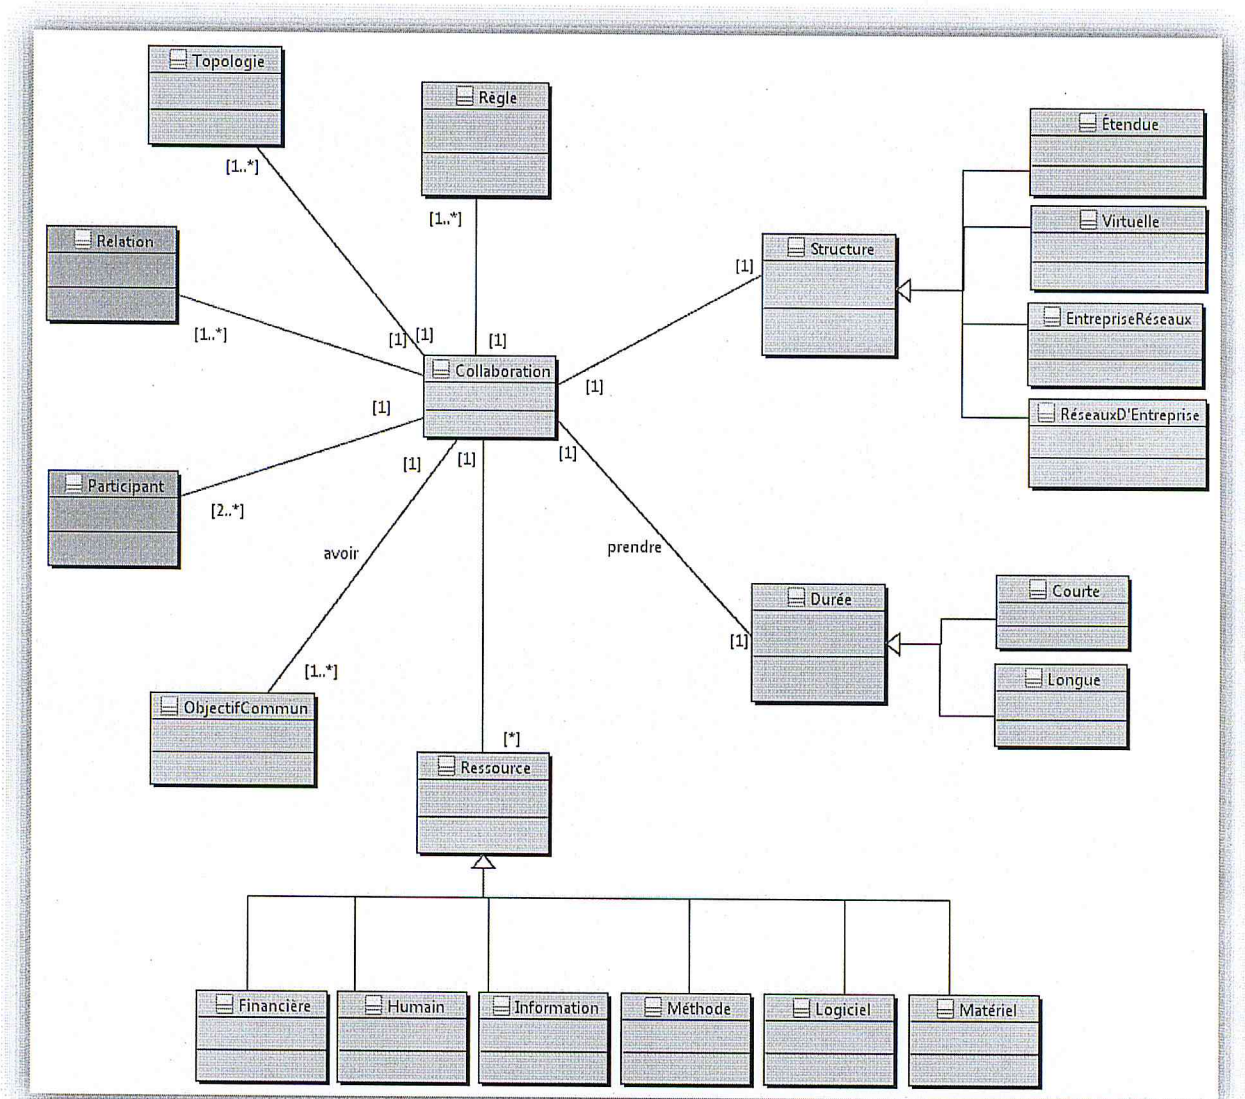 Topologie
Règle
Étendue
[1..*]
[1..*]
Relation
Virtuelle
Structure
[1]
EntrepriseRéseaux
[1..*]
[1]
[1]
[1]
Collaboration
[1]
[1]
RéseauxD'Entreprise
[1]
[1]
[1]
Participant
[2..*]
avoir
prendre
Durée
Courte
[1]
[1..*]
Longue
ObjectifCommun
[*]
Ressource
Financière
Humain
Information
Méthode
Logiciel
Matériel